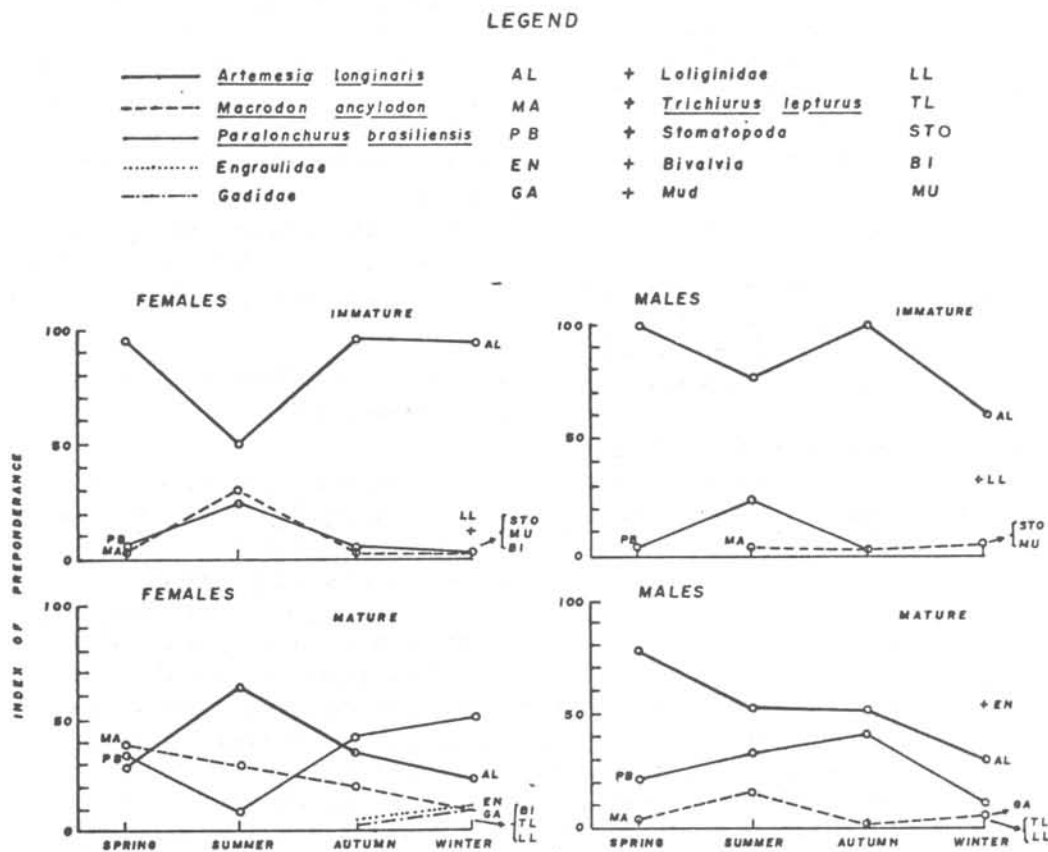 LEGEND
Artemesia longinaris AL
Macrodon ancylodon MA
Paralonchurus brasiliensis PB
Engraulidae EN
Gadidae GA
+ Loliginidae LL
+ Trichiurus lepturus TL
+ Stomatopoda STO
+ Bivalvia BI
+ Mud MU
INDEX OF PREPONDERANCE
FEMALES
IMMATURE
100
50
0
AL
PB
MA
LL
+
STO
MU
BI
MALES
IMMATURE
100
50
0
AL
+ LL
PB
MA
STO
MU
FEMALES
MATURE
100
50
0
MA
PB
AL
EN
GA
BI
TL
LL
SPRING SUMMER AUTUMN WINTER
MALES
MATURE
100
50
0
+ EN
AL
PB
MA
GA
TL
LL
SPRING SUMMER AUTUMN WINTER